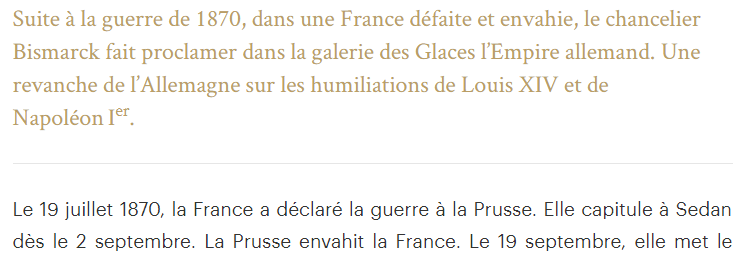 Suite à la guerre de 1870, dans une France défaite et envahie, le chancelier
Bismarck fait proclamer dans la galerie des Glaces l’Empire allemand. Une
revanche de l’Allemagne sur les humiliations de Louis XIV et de
Napoléon Ier.
Le 19 juillet 1870, la France a déclaré la guerre à la Prusse. Elle capitule à Sedan
dès le 2 septembre. La Prusse envahit la France. Le 19 septembre, elle met le